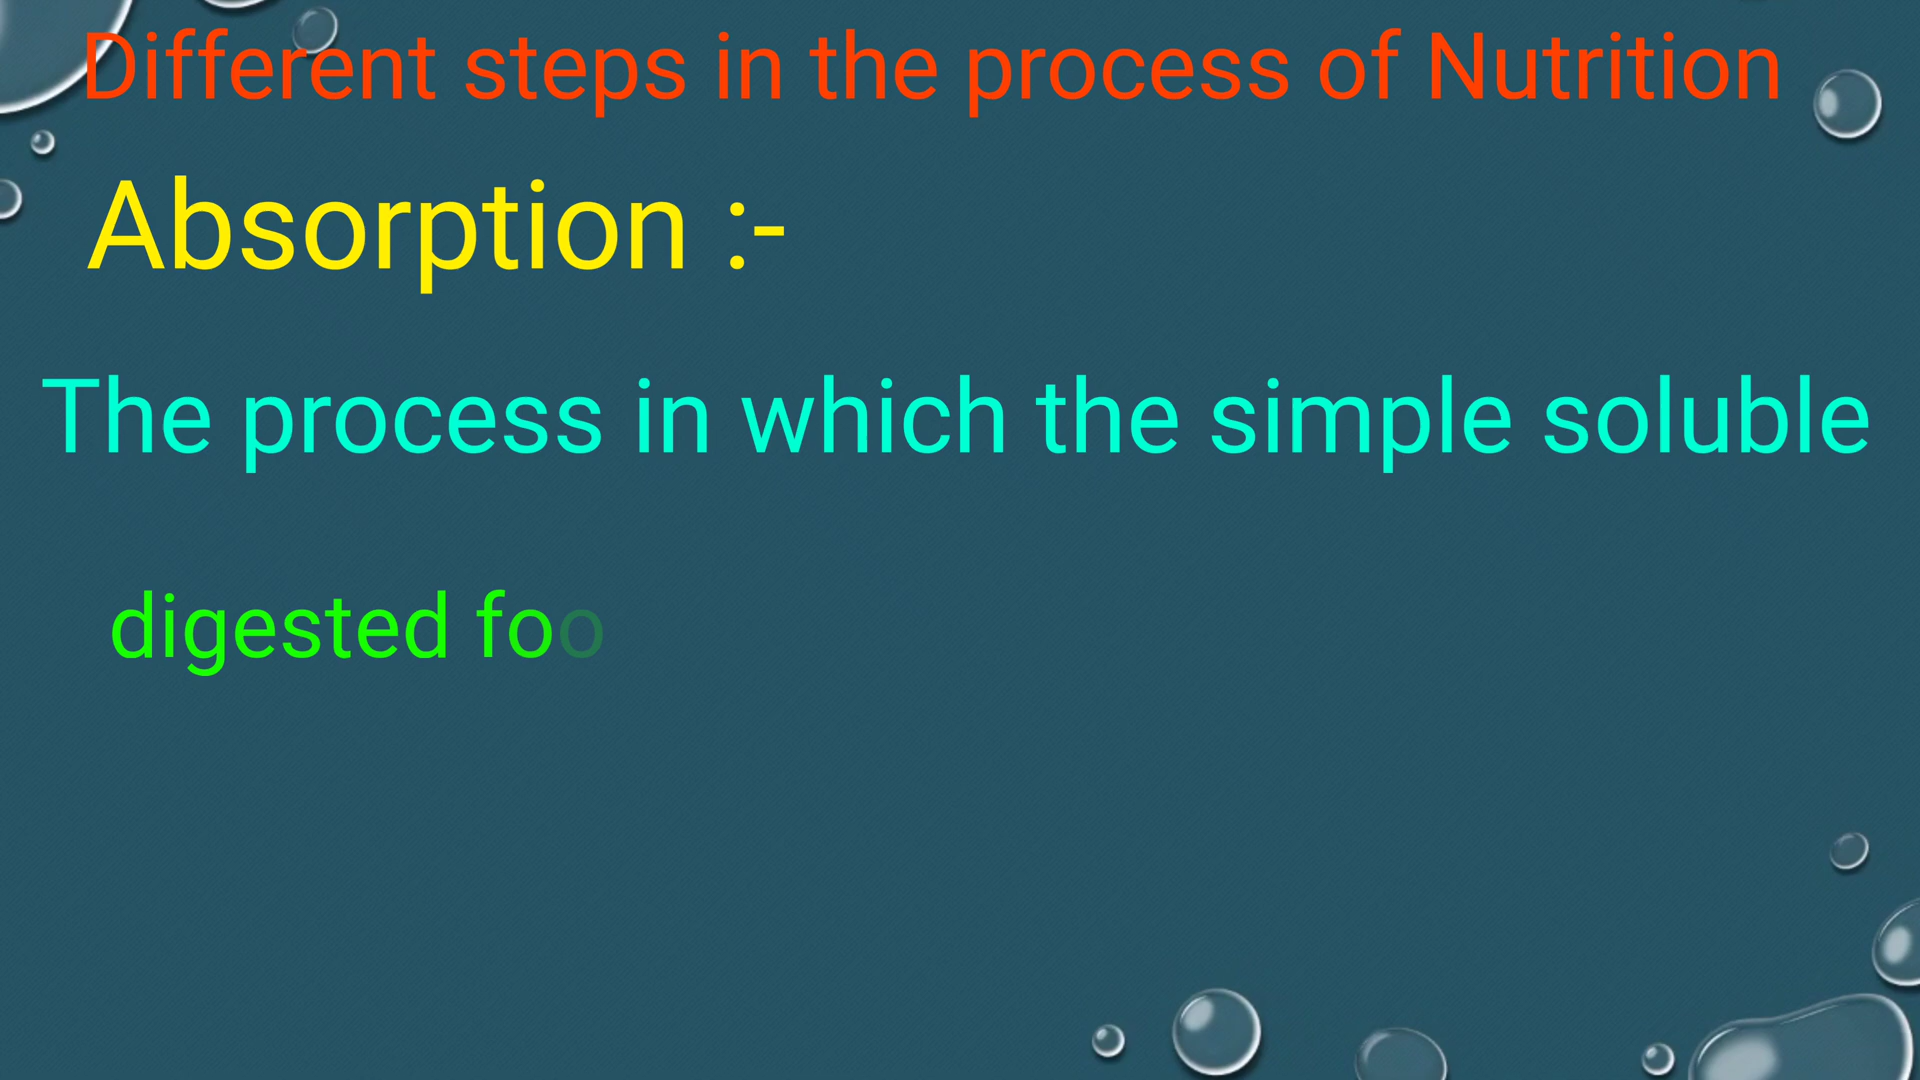 Different steps in the process of Nutrition
Absorption :-
The process in which the simple soluble
digested foo